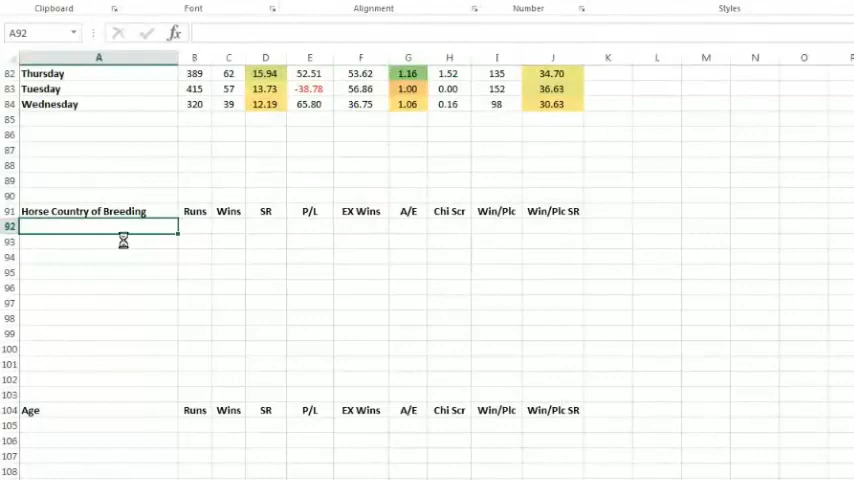 Clipboard Font Alignment Number Styles
A92 fx
A B C D E F G H I J K L M N O
82 Thursday 389 62 15.94 52.51 53.62 1.16 1.52 135 34.70
83 Tuesday 415 57 13.73 -38.78 56.86 1.00 0.00 152 36.63
84 Wednesday 320 39 12.19 65.80 36.75 1.06 0.16 98 30.63
85
86
87
88
89
90
91 Horse Country of Breeding Runs Wins SR P/L EX Wins A/E Chi Scr Win/Plc Win/Plc SR
92
93
94
95
96
97
98
99
100
101
102
103
104 Age Runs Wins SR P/L EX Wins A/E Chi Scr Win/Plc Win/Plc SR
105
106
107
108